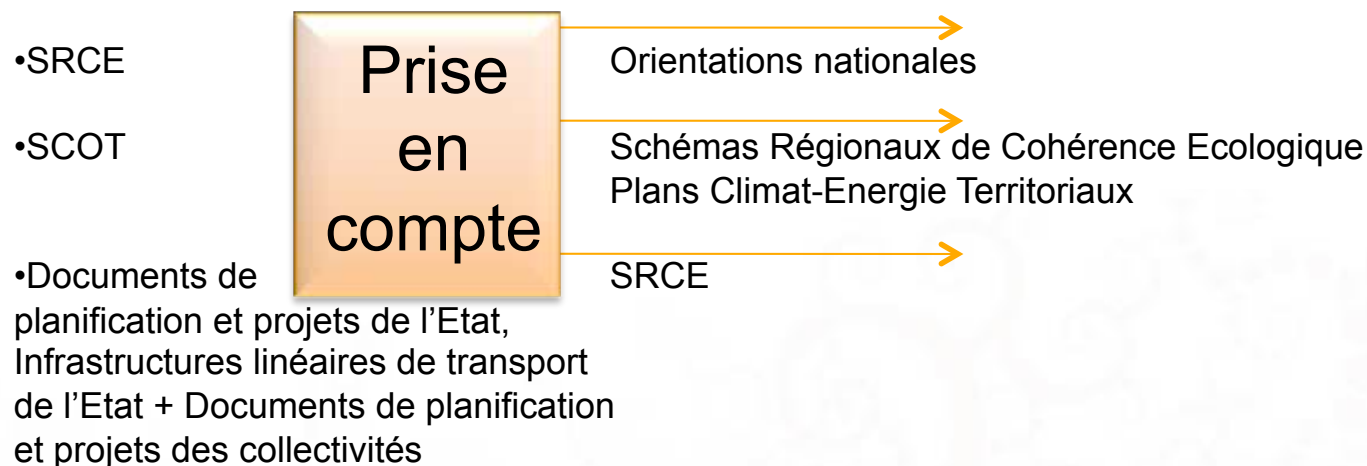 •SRCE
Prise
en
compte
Orientations nationales
•SCOT
Schémas Régionaux de Cohérence Ecologique
Plans Climat-Energie Territoriaux
•Documents de
planification et projets de l’Etat,
Infrastructures linéaires de transport
de l’Etat + Documents de planification
et projets des collectivités
SRCE